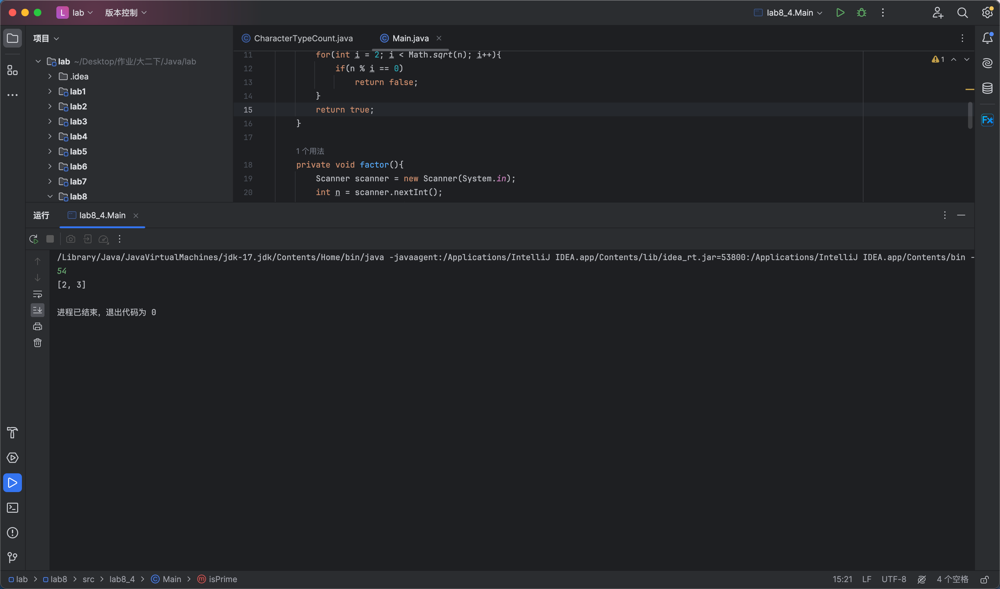 L lab 版本控制 lab8_4.Main
项目
CharacterTypeCount.java Main.java
lab ~/Desktop/作业/大二下/Java/lab
.idea
lab1
lab2
lab3
lab4
lab5
lab6
lab7
lab8
11 for(int i = 2; i < Math.sqrt(n); i++){
12 if(n % i == 0)
13 return false;
14 }
15 return true;
16 }
17
1 个用法
18 private void factor(){
19 Scanner scanner = new Scanner(System.in);
20 int n = scanner.nextInt();
1
Fx
运行 lab8_4.Main
/Library/Java/JavaVirtualMachines/jdk-17.jdk/Contents/Home/bin/java -javaagent:/Applications/IntelliJ IDEA.app/Contents/lib/idea_rt.jar=53800:/Applications/IntelliJ IDEA.app/Contents/bin -
54
[2, 3]
进程已结束，退出代码为 0
lab > lab8 > src > lab8_4 > Main > isPrime 15:21 LF UTF-8 4 个空格